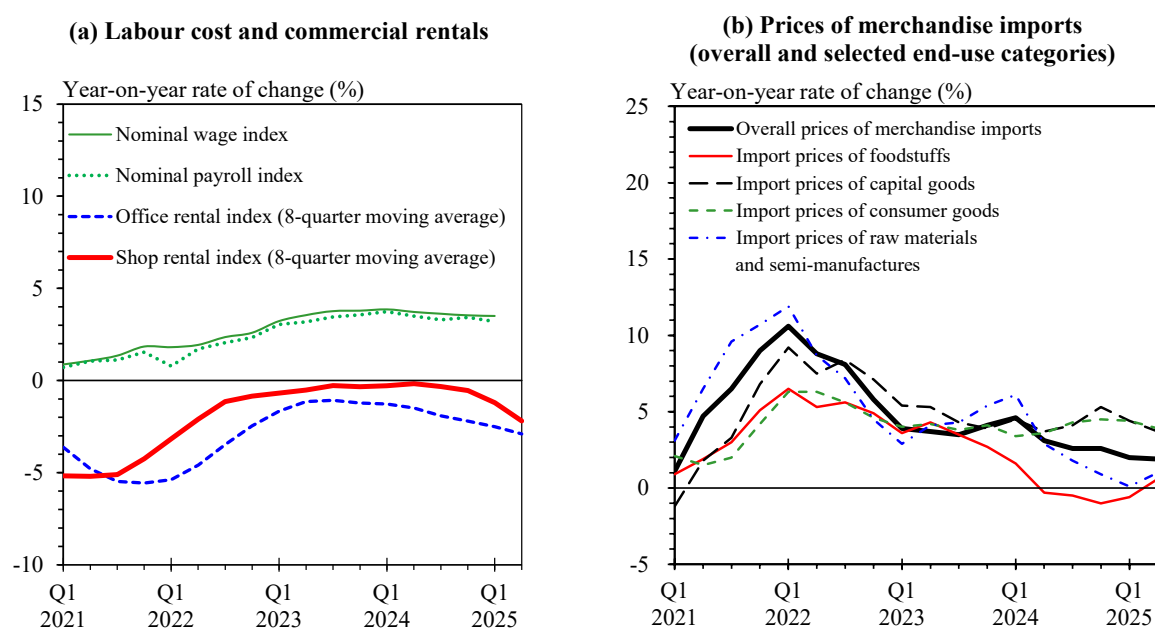 (a) Labour cost and commercial rentals
Year-on-year rate of change (%)
15
10
5
0
-5
-10
Nominal wage index
Nominal payroll index
Office rental index (8-quarter moving average)
Shop rental index (8-quarter moving average)
Q1 Q1 Q1 Q1 Q1
2021 2022 2023 2024 2025
(b) Prices of merchandise imports
(overall and selected end-use categories)
Year-on-year rate of change (%)
25
20
15
10
5
0
-5
Overall prices of merchandise imports
Import prices of foodstuffs
Import prices of capital goods
Import prices of consumer goods
Import prices of raw materials
and semi-manufactures
Q1 Q1 Q1 Q1 Q1
2021 2022 2023 2024 2025